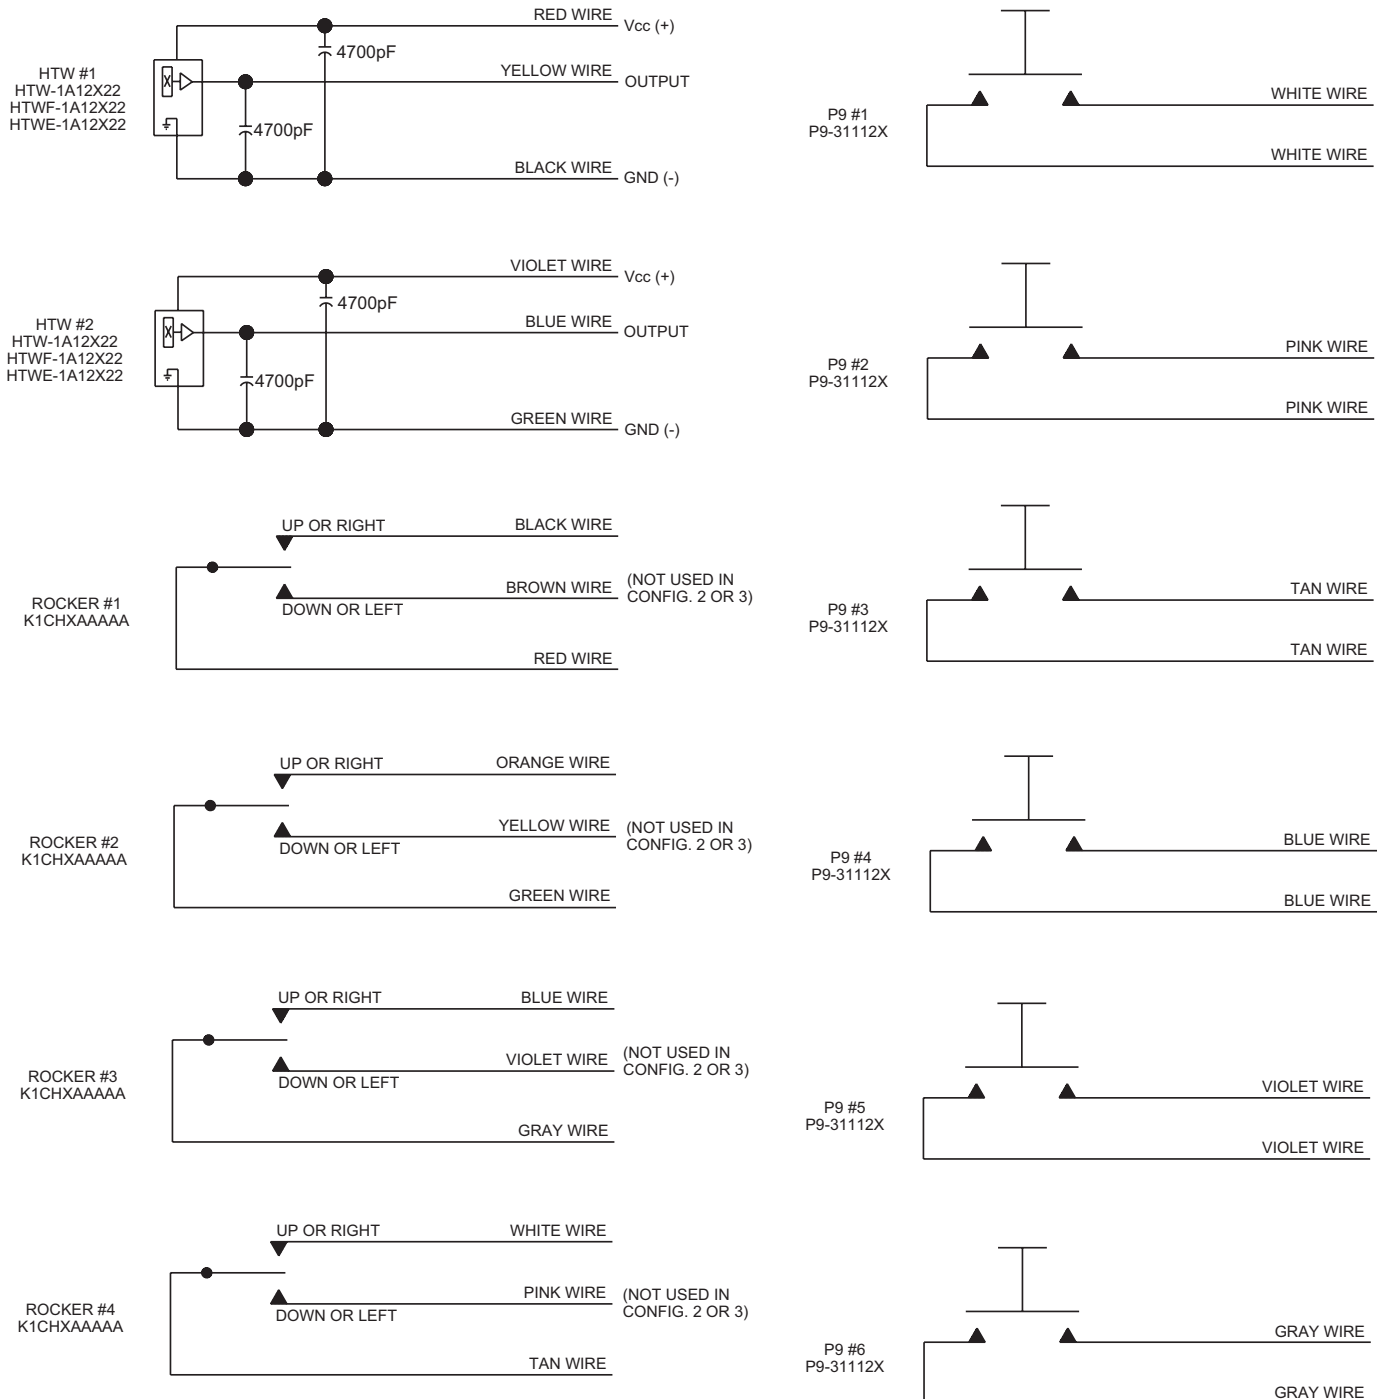 RED WIRE
Vcc (+)
4700pF
HTW #1
HTW-1A12X22
HTWF-1A12X22
HTWE-1A12X22
YELLOW WIRE
OUTPUT
4700pF
BLACK WIRE
GND (-)
VIOLET WIRE
Vcc (+)
4700pF
HTW #2
HTW-1A12X22
HTWF-1A12X22
HTWE-1A12X22
BLUE WIRE
OUTPUT
4700pF
GREEN WIRE
GND (-)
ROCKER #1
K1CHXAAAAA
UP OR RIGHT
BLACK WIRE
BROWN WIRE
(NOT USED IN
CONFIG. 2 OR 3)
DOWN OR LEFT
RED WIRE
ROCKER #2
K1CHXAAAAA
UP OR RIGHT
ORANGE WIRE
YELLOW WIRE
(NOT USED IN
CONFIG. 2 OR 3)
DOWN OR LEFT
GREEN WIRE
ROCKER #3
K1CHXAAAAA
UP OR RIGHT
BLUE WIRE
VIOLET WIRE
(NOT USED IN
CONFIG. 2 OR 3)
DOWN OR LEFT
GRAY WIRE
ROCKER #4
K1CHXAAAAA
UP OR RIGHT
WHITE WIRE
PINK WIRE
(NOT USED IN
CONFIG. 2 OR 3)
DOWN OR LEFT
TAN WIRE
P9 #1
P9-31112X
WHITE WIRE
WHITE WIRE
P9 #2
P9-31112X
PINK WIRE
PINK WIRE
P9 #3
P9-31112X
TAN WIRE
TAN WIRE
P9 #4
P9-31112X
BLUE WIRE
BLUE WIRE
P9 #5
P9-31112X
VIOLET WIRE
VIOLET WIRE
P9 #6
P9-31112X
GRAY WIRE
GRAY WIRE